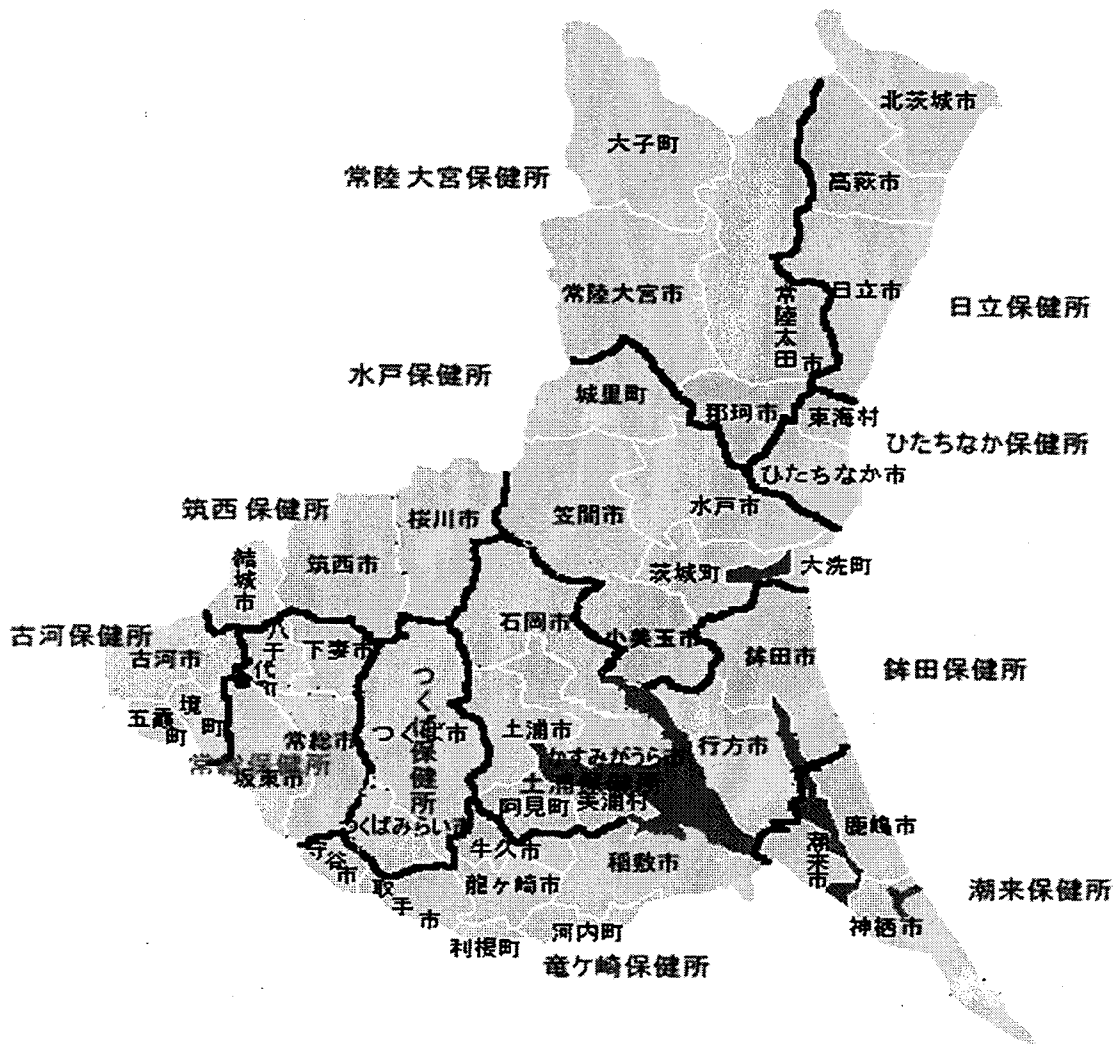 北茨城市
大子町
常陸大宮保健所
高萩市
常陸大宮市
日立市
常陸太田市
日立保健所
水戸保健所
城里町
那珂市
東海村
ひたちなか保健所
ひたちなか市
筑西保健所
桜川市
笠間市
水戸市
結城市
筑西市
茨城町
大洗町
古河保健所
古河市
八千代町
下妻市
石岡市
小美玉市
鉾田市
鉾田保健所
つくば保健所
五霞町
境町
常総市
つくば市
土浦市
かすみがうら市
行方市
常総保健所
坂東市
阿見町
美浦村
つくばみらい市
守谷市
取手市
牛久市
龍ヶ崎市
稲敷市
潮来市
鹿嶋市
潮来保健所
神栖市
利根町
河内町
竜ケ崎保健所